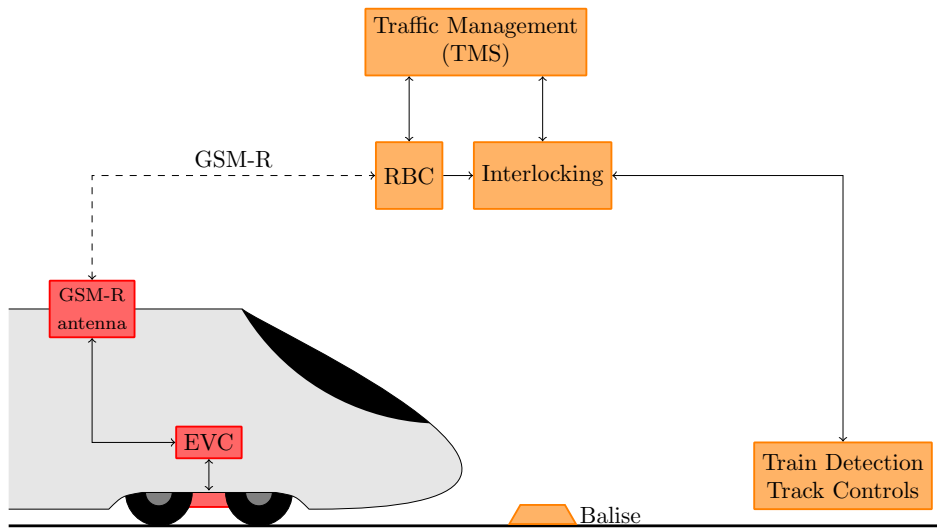 Traffic Management
(TMS)
GSM-R
RBC
Interlocking
GSM-R
antenna
EVC
Train Detection
Track Controls
Balise